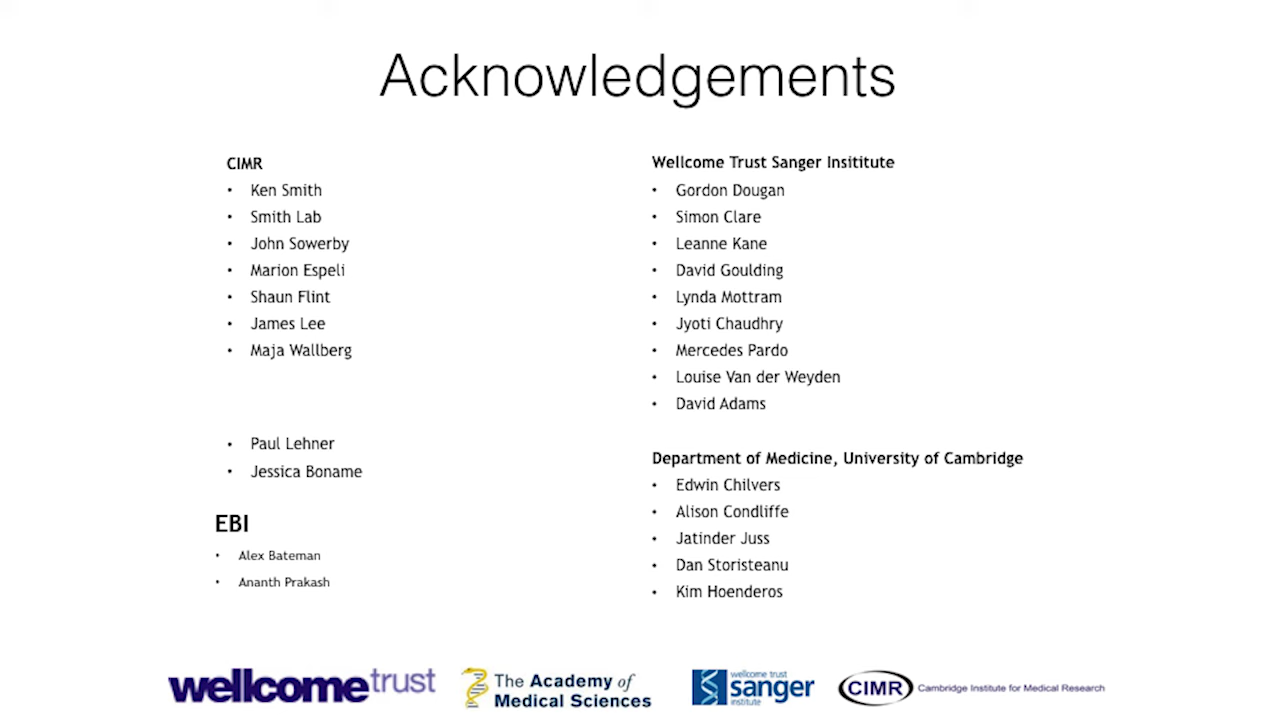 Acknowledgements
CIMR
• Ken Smith
• Smith Lab
• John Sowerby
• Marion Espeli
• Shaun Flint
• James Lee
• Maja Wallberg
• Paul Lehner
• Jessica Boname
EBI
• Alex Bateman
• Ananth Prakash
Wellcome Trust Sanger Insititute
• Gordon Dougan
• Simon Clare
• Leanne Kane
• David Goulding
• Lynda Mottram
• Jyoti Chaudhry
• Mercedes Pardo
• Louise Van der Weyden
• David Adams
Department of Medicine, University of Cambridge
• Edwin Chilvers
• Alison Condliffe
• Jatinder Juss
• Dan Storisteanu
• Kim Hoenderos
wellcometrust
The Academy of
Medical Sciences
wellcome trust
sanger
institute
CIMR Cambridge Institute for Medical Research